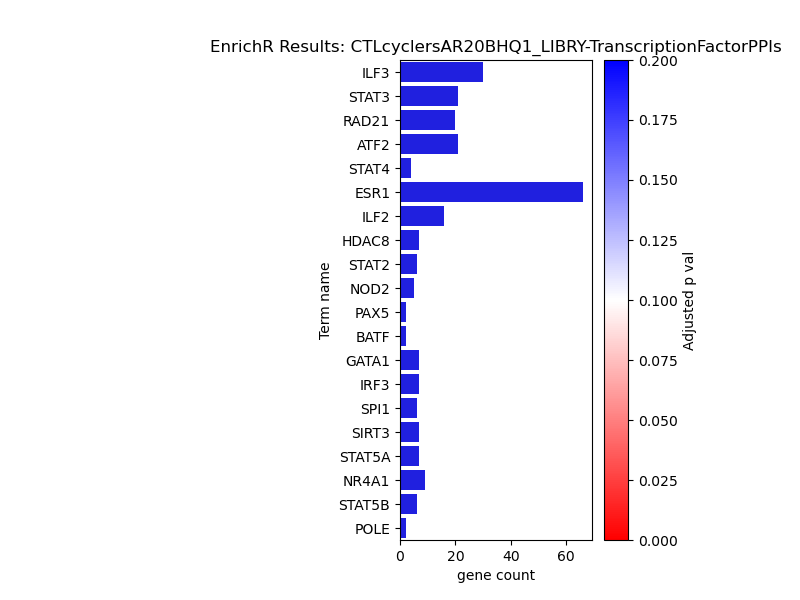 EnrichR Results: CTLcyclersAR20BHQ1_LIBRY-TranscriptionFactorPPIs
ILF3
STAT3
RAD21
ATF2
STAT4
ESR1
ILF2
HDAC8
STAT2
NOD2
PAX5
BATF
GATA1
IRF3
SPI1
SIRT3
STAT5A
NR4A1
STAT5B
POLE
Term name
0 20 40 60
gene count
0.200
0.175
0.150
0.125
0.100
0.075
0.050
0.025
0.000
Adjusted p val